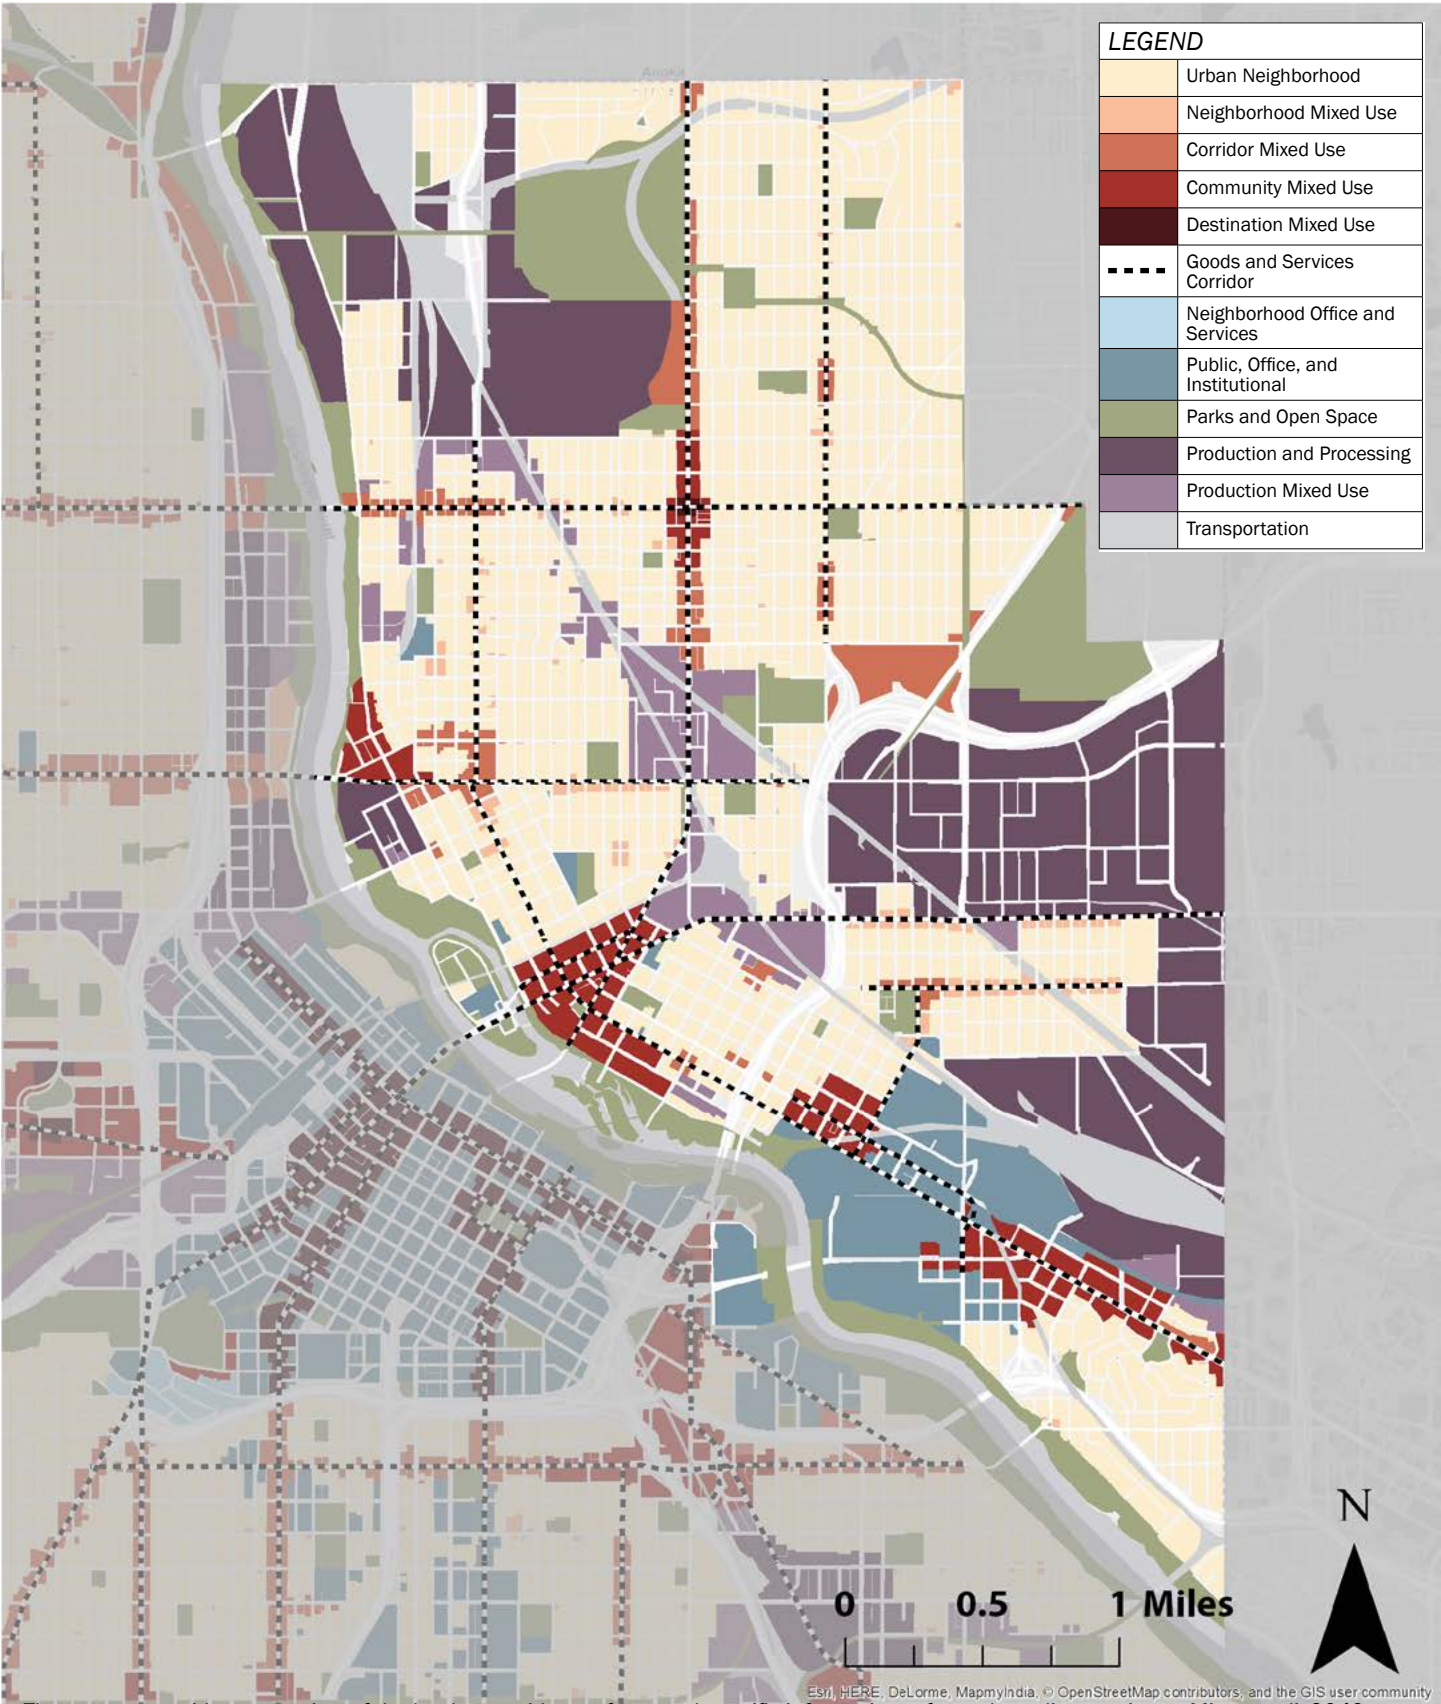 Anoka
LEGEND
Urban Neighborhood
Neighborhood Mixed Use
Corridor Mixed Use
Community Mixed Use
Destination Mixed Use
Goods and Services
Corridor
Neighborhood Office and
Services
Public, Office, and
Institutional
Parks and Open Space
Production and Processing
Production Mixed Use
Transportation
N
0 0.5 1 Miles
Esri, HERE, DeLorme, MapmyIndia, © OpenStreetMap contributors, and the GIS user community